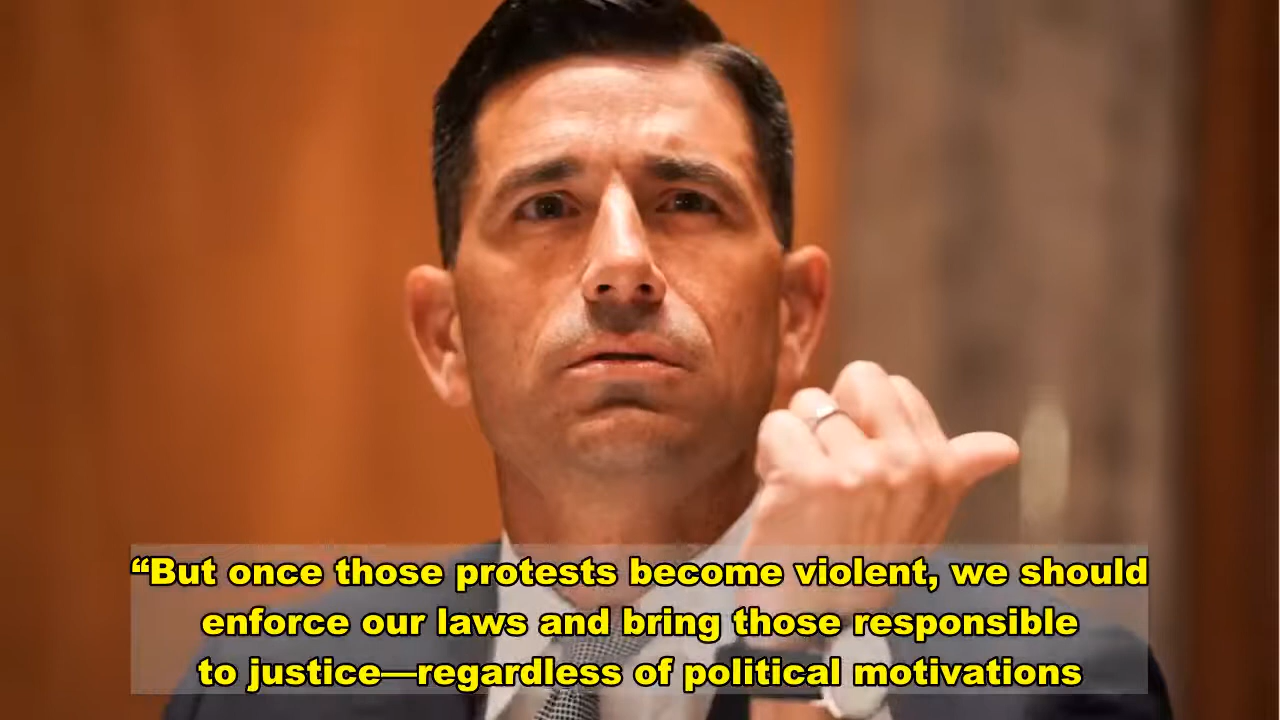 “But once those protests become violent, we should
enforce our laws and bring those responsible
to justice—regardless of political motivations